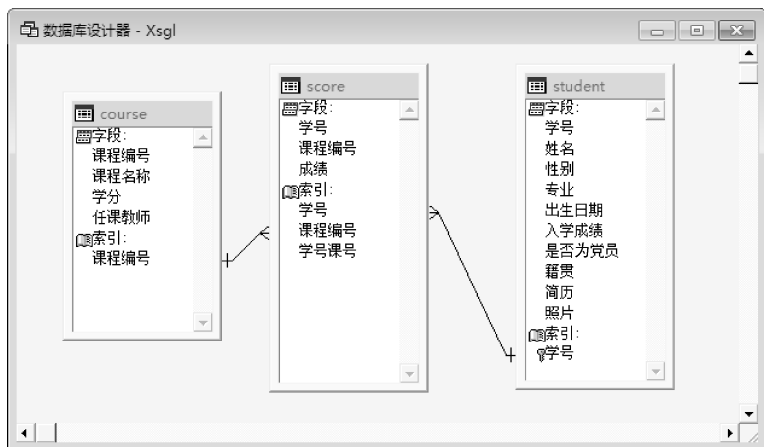 数据库设计器 - Xsgl
course
字段:
课程编号
课程名称
学分
任课教师
索引:
课程编号
score
字段:
学号
课程编号
成绩
索引:
学号
课程编号
学号课号
student
字段:
学号
姓名
性别
专业
出生日期
入学成绩
是否为党员
籍贯
简历
照片
索引:
学号